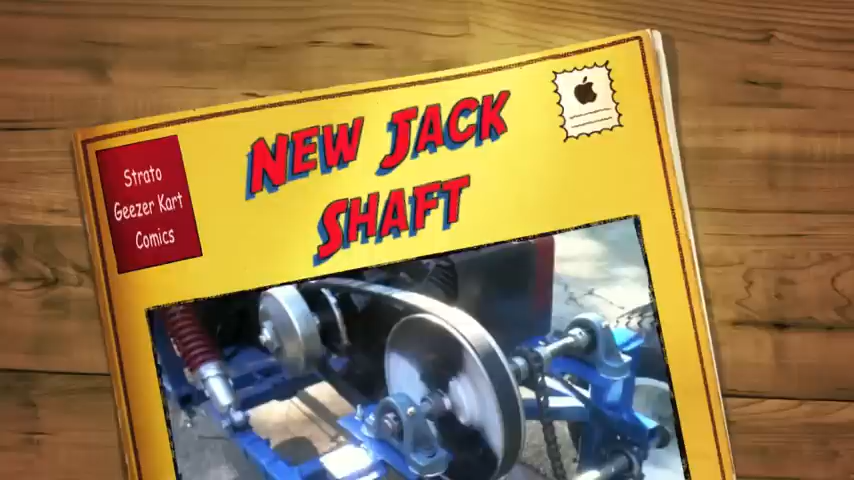 Strato
Geezer Kart
Comics
NEW JACK
SHAFT